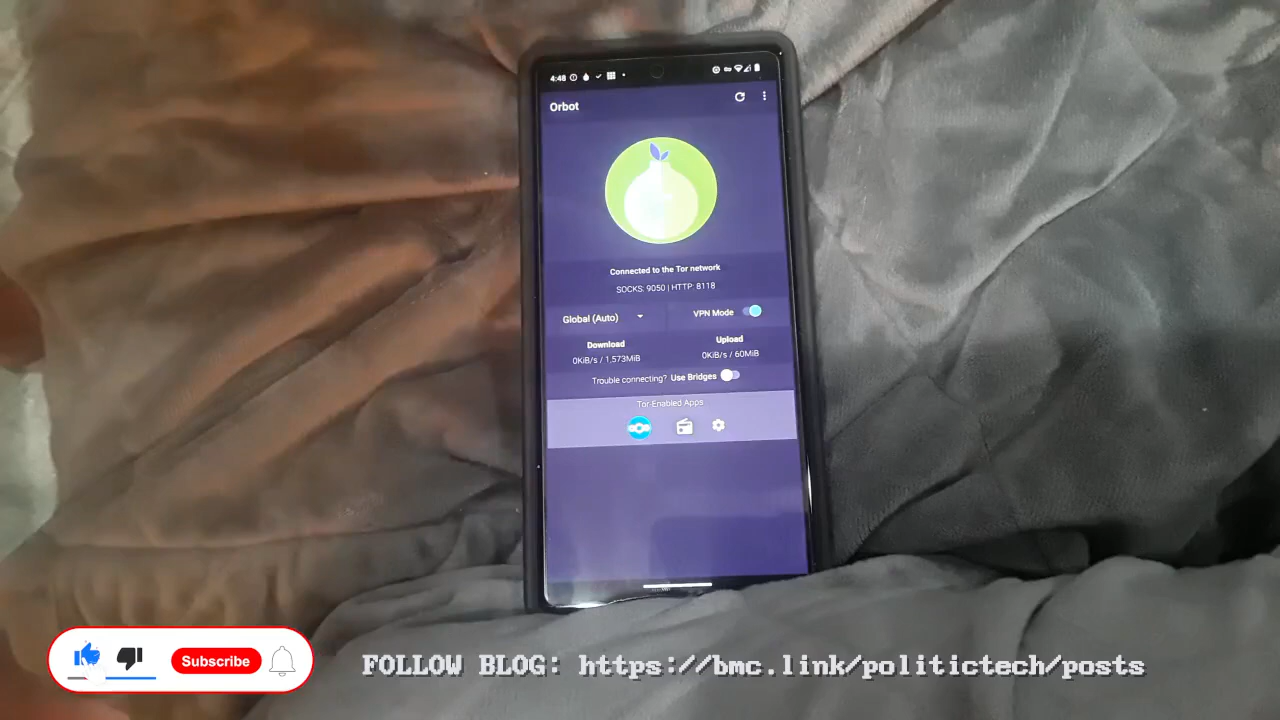 4:48
Orbot
Connected to the Tor network
SOCKS: 9050 | HTTP: 8118
Global (Auto)
VPN Mode
Download
Upload
0KiB/s / 1,573MiB
0KiB/s / 60MiB
Trouble connecting? Use Bridges
Tor-Enabled Apps
Subscribe
FOLLOW BLOG: https://bmc.link/politictech/posts